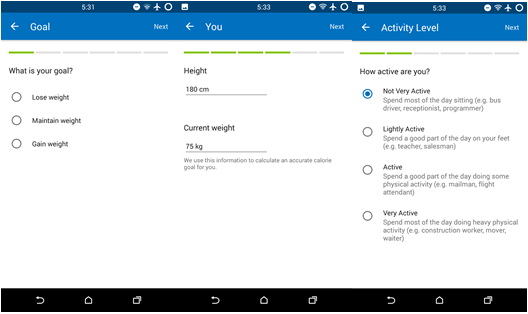 5:31
Goal
Next
What is your goal?
Lose weight
Maintain weight
Gain weight
5:33
You
Next
Height
180 cm
Current weight
75 kg
We use this information to calculate an accurate calorie
goal for you.
5:33
Activity Level
Next
How active are you?
Not Very Active
Spend most of the day sitting (e.g. bus
driver, receptionist, programmer)
Lightly Active
Spend a good part of the day on your feet
(e.g. teacher, salesman)
Active
Spend a good part of the day doing some
physical activity (e.g. mailman, flight
attendant)
Very Active
Spend most of the day doing heavy physical
activity (e.g. construction worker, mover,
waiter)